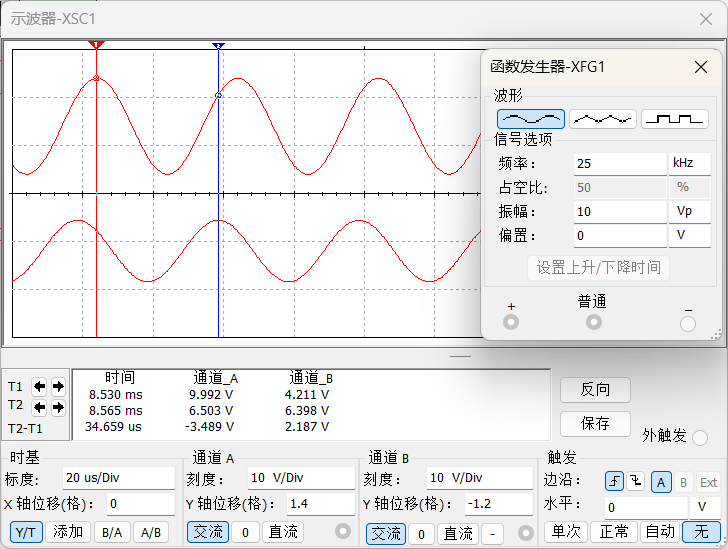 示波器-XSC1
1
2
函数发生器-XFG1
波形
信号选项
频率： 25 kHz
占空比: 50 %
振幅： 10 Vp
偏置： 0 V
设置上升/下降时间
+ 普通 −
时间 通道_A 通道_B
T1 8.530 ms 9.992 V 4.211 V
T2 8.565 ms 6.503 V 6.398 V
T2-T1 34.659 us -3.489 V 2.187 V
反向
保存
外触发
时基
标度: 20 us/Div
X 轴位移(格)： 0
Y/T 添加 B/A A/B
通道 A
刻度： 10 V/Div
Y 轴位移(格)： 1.4
交流 0 直流
通道 B
刻度： 10 V/Div
Y 轴位移(格)： -1.2
交流 0 直流 -
触发
边沿: A B Ext
水平： 0 V
单次 正常 自动 无